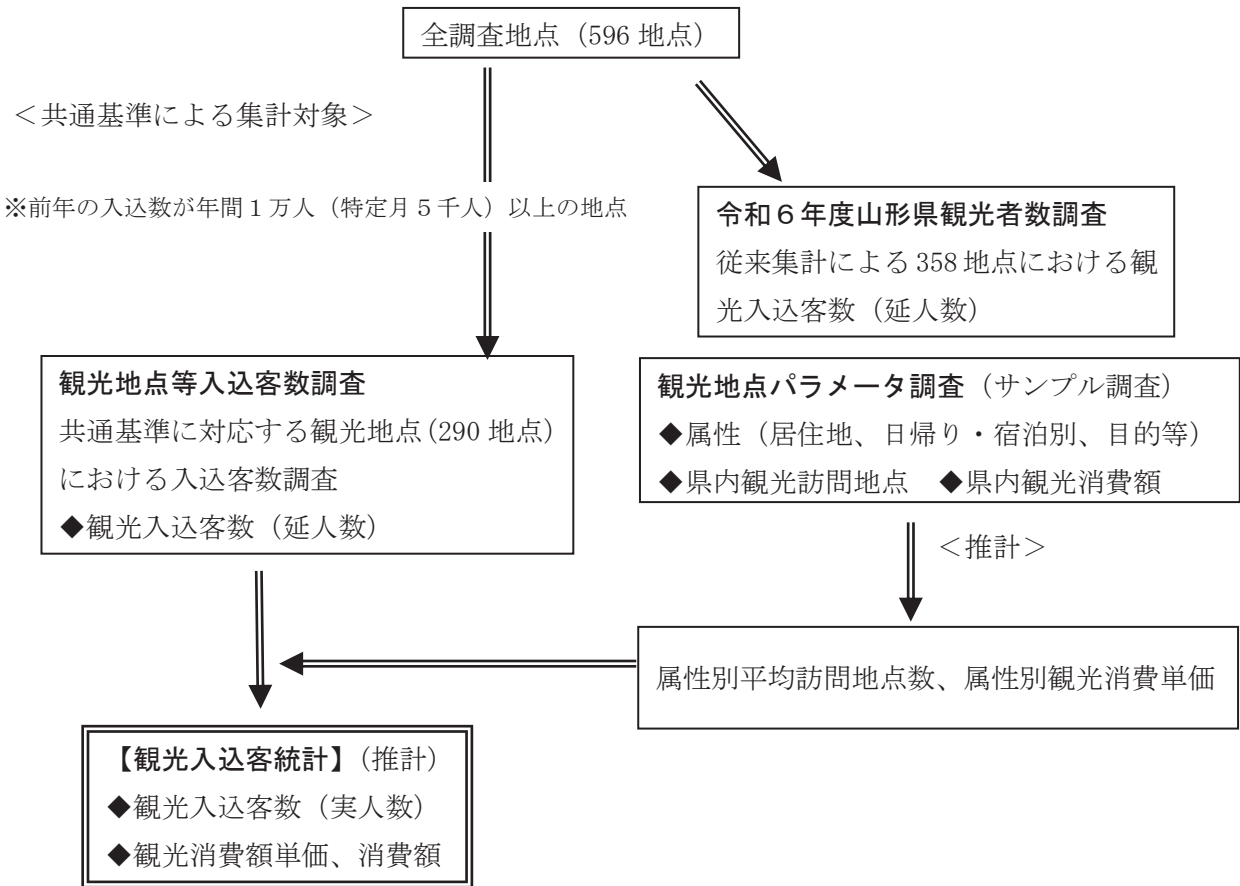 全調査地点（596 地点）
＜共通基準による集計対象＞
※前年の入込数が年間１万人（特定月５千人）以上の地点
令和６年度山形県観光者数調査
従来集計による 358 地点における観
光入込客数（延人数）
観光地点等入込客数調査
共通基準に対応する観光地点(290 地点)
における入込客数調査
◆観光入込客数（延人数）
観光地点パラメータ調査（サンプル調査）
◆属性（居住地、日帰り・宿泊別、目的等）
◆県内観光訪問地点　◆県内観光消費額
＜推計＞
属性別平均訪問地点数、属性別観光消費単価
【観光入込客統計】（推計）
◆観光入込客数（実人数）
◆観光消費額単価、消費額